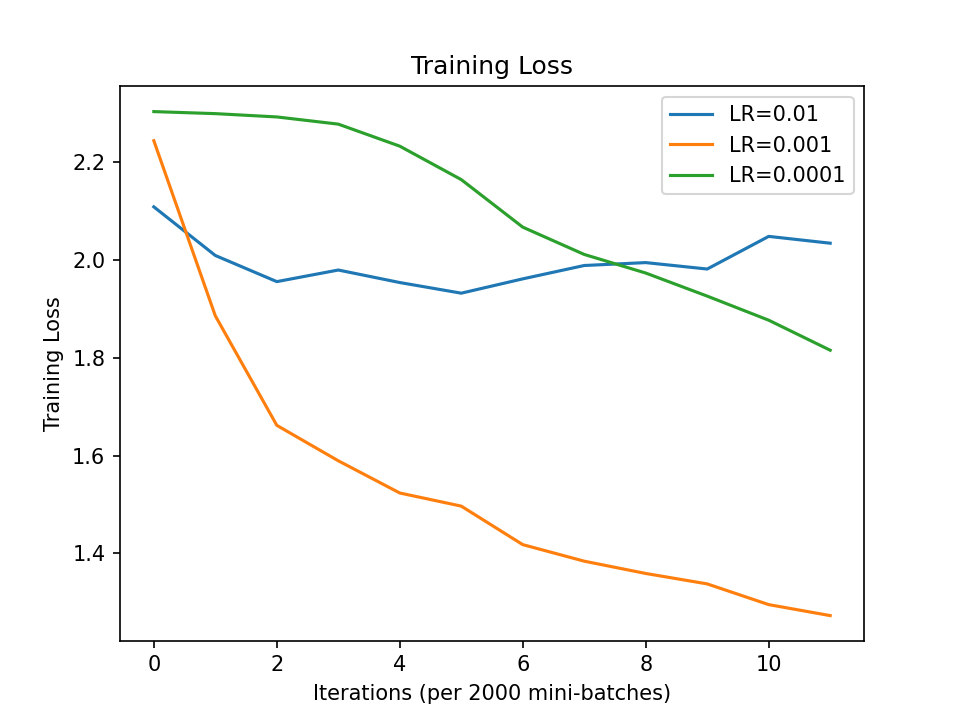 Training Loss
LR=0.01
LR=0.001
LR=0.0001
Training Loss
2.2
2.0
1.8
1.6
1.4
0 2 4 6 8 10
Iterations (per 2000 mini-batches)